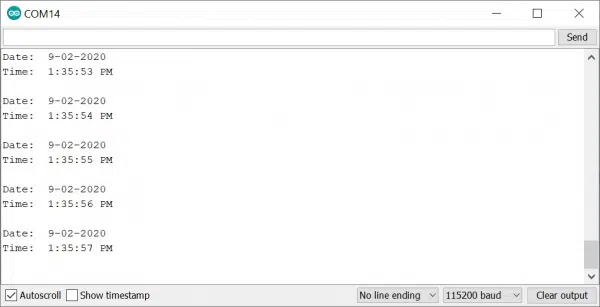 COM14
Send
Date:  9-02-2020
Time:  1:35:53 PM
Date:  9-02-2020
Time:  1:35:54 PM
Date:  9-02-2020
Time:  1:35:55 PM
Date:  9-02-2020
Time:  1:35:56 PM
Date:  9-02-2020
Time:  1:35:57 PM
Autoscroll Show timestamp No line ending 115200 baud Clear output